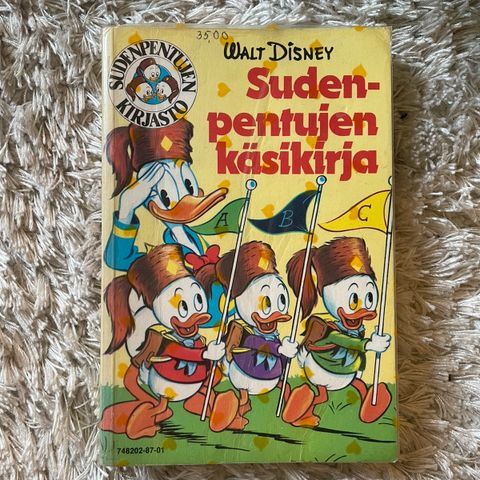 35,00
SUDENPENTUJEN
KIRJASTO
WALT DISNEY
Suden-
pentujen
käsikirja
A B C
748202-87-01